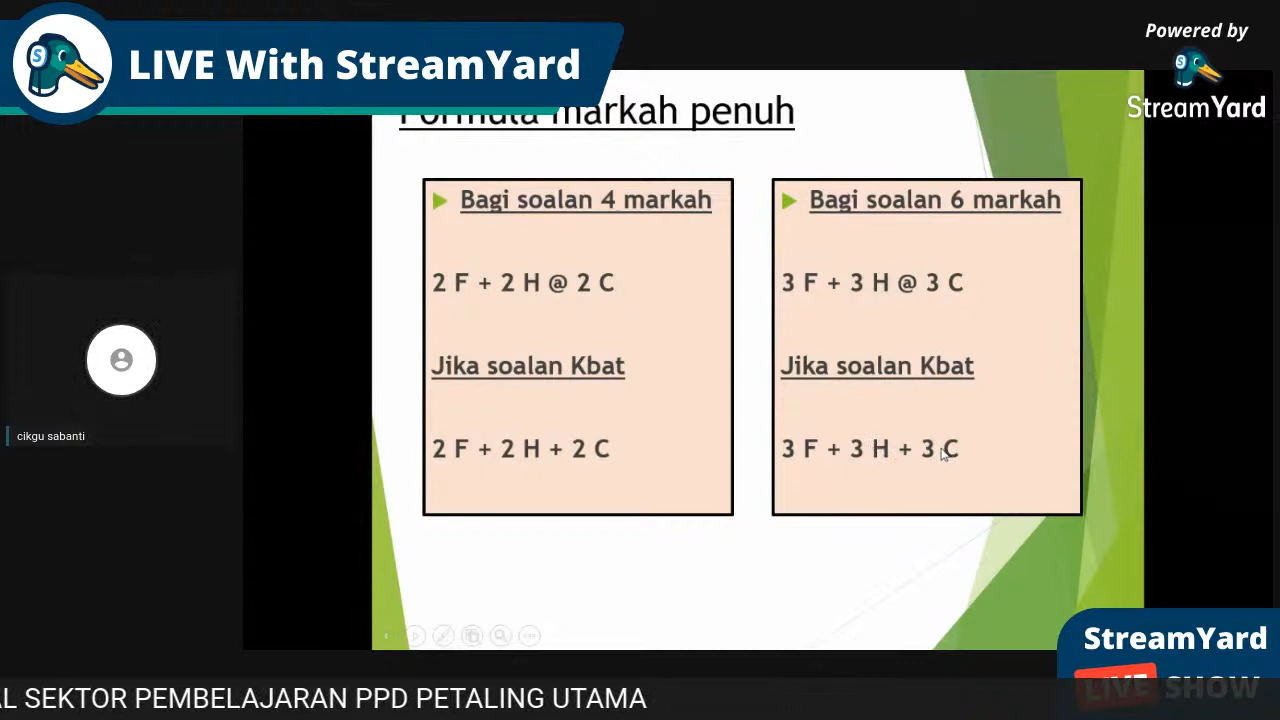 LIVE With StreamYard
Powered by
StreamYard
Formula markah penuh
Bagi soalan 4 markah
2 F + 2 H @ 2 C
Jika soalan Kbat
2 F + 2 H + 2 C
Bagi soalan 6 markah
3 F + 3 H @ 3 C
Jika soalan Kbat
3 F + 3 H + 3 C
cikgu sabanti
StreamYard
LIVE SHOW
AL SEKTOR PEMBELAJARAN PPD PETALING UTAMA